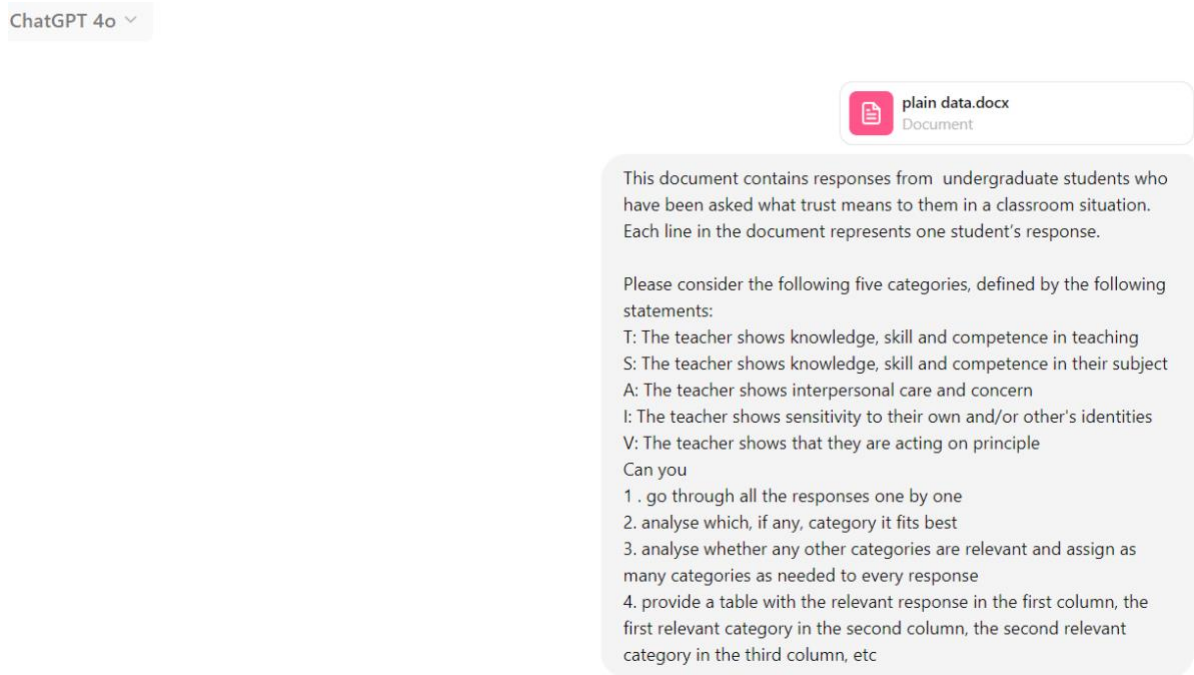 ChatGPT 4o
plain data.docx
Document
This document contains responses from  undergraduate students who
have been asked what trust means to them in a classroom situation.
Each line in the document represents one student's response.
Please consider the following five categories, defined by the following
statements:
T: The teacher shows knowledge, skill and competence in teaching
S: The teacher shows knowledge, skill and competence in their subject
A: The teacher shows interpersonal care and concern
I: The teacher shows sensitivity to their own and/or other's identities
V: The teacher shows that they are acting on principle
Can you
1 . go through all the responses one by one
2. analyse which, if any, category it fits best
3. analyse whether any other categories are relevant and assign as
many categories as needed to every response
4. provide a table with the relevant response in the first column, the
first relevant category in the second column, the second relevant
category in the third column, etc